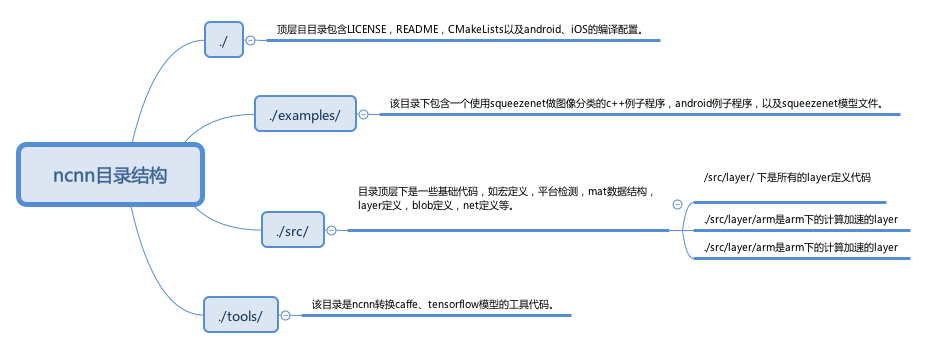 ncnn目录结构
./
顶层目目录包含LICENSE，README，CMakeLists以及android、iOS的编译配置。
./examples/
该目录下包含一个使用squeezenet做图像分类的c++例子程序，android例子程序，以及squeezenet模型文件。
./src/
目录顶层下是一些基础代码，如宏定义，平台检测，mat数据结构，
layer定义，blob定义，net定义等。
/src/layer/ 下是所有的layer定义代码
./src/layer/arm是arm下的计算加速的layer
./src/layer/arm是arm下的计算加速的layer
./tools/
该目录是ncnn转换caffe、tensorflow模型的工具代码。